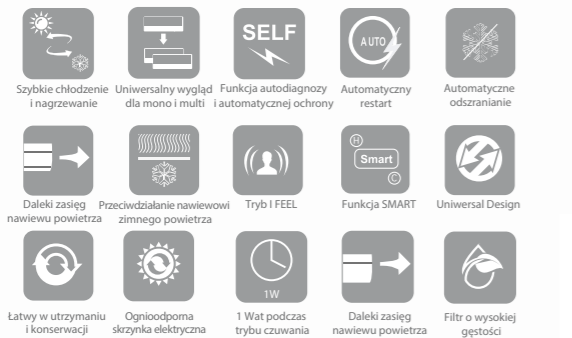 SELF
AUTO
Szybkie chłodzenie
i nagrzewanie
Uniwersalny wygląd
dla mono i multi
Funkcja autodiagnozy
i automatycznej ochrony
Automatyczny
restart
Automatyczne
odszranianie
H
Smart
C
Daleki zasięg
nawiewu powietrza
Przeciwdziałanie nawiewowi
zimnego powietrza
Tryb I FEEL
Funkcja SMART
Uniwersal Design
1W
Łatwy w utrzymaniu
i konserwacji
Ognioodporna
skrzynka elektryczna
1 Wat podczas
trybu czuwania
Daleki zasięg
nawiewu powietrza
Filtr o wysokiej
gęstości